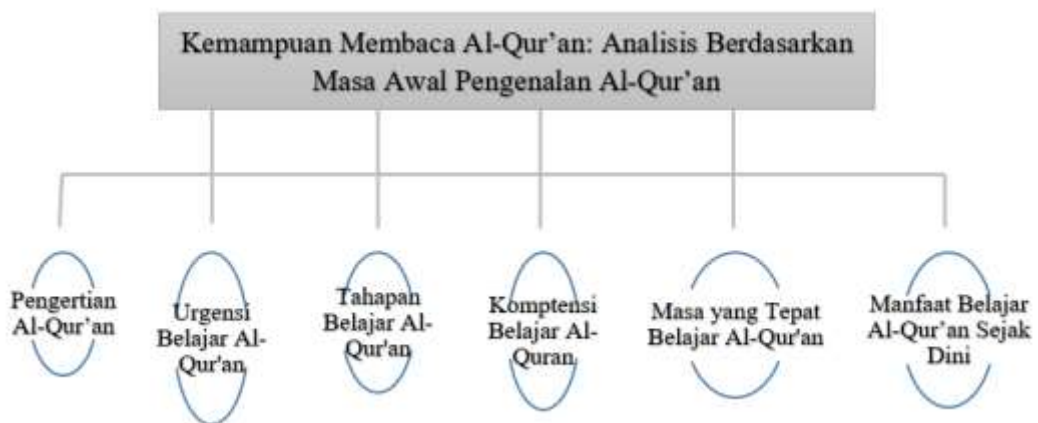 Kemampuan Membaca Al-Qur’an: Analisis Berdasarkan
Masa Awal Pengenalan Al-Qur’an
Pengertian
Al-Qur’an
Urgensi
Belajar Al-
Qur'an
Tahapan
Belajar Al-
Qur'an
Komptensi
Belajar Al-
Quran
Masa yang Tepat
Belajar Al-Qur'an
Manfaat Belajar
Al-Qur’an Sejak
Dini